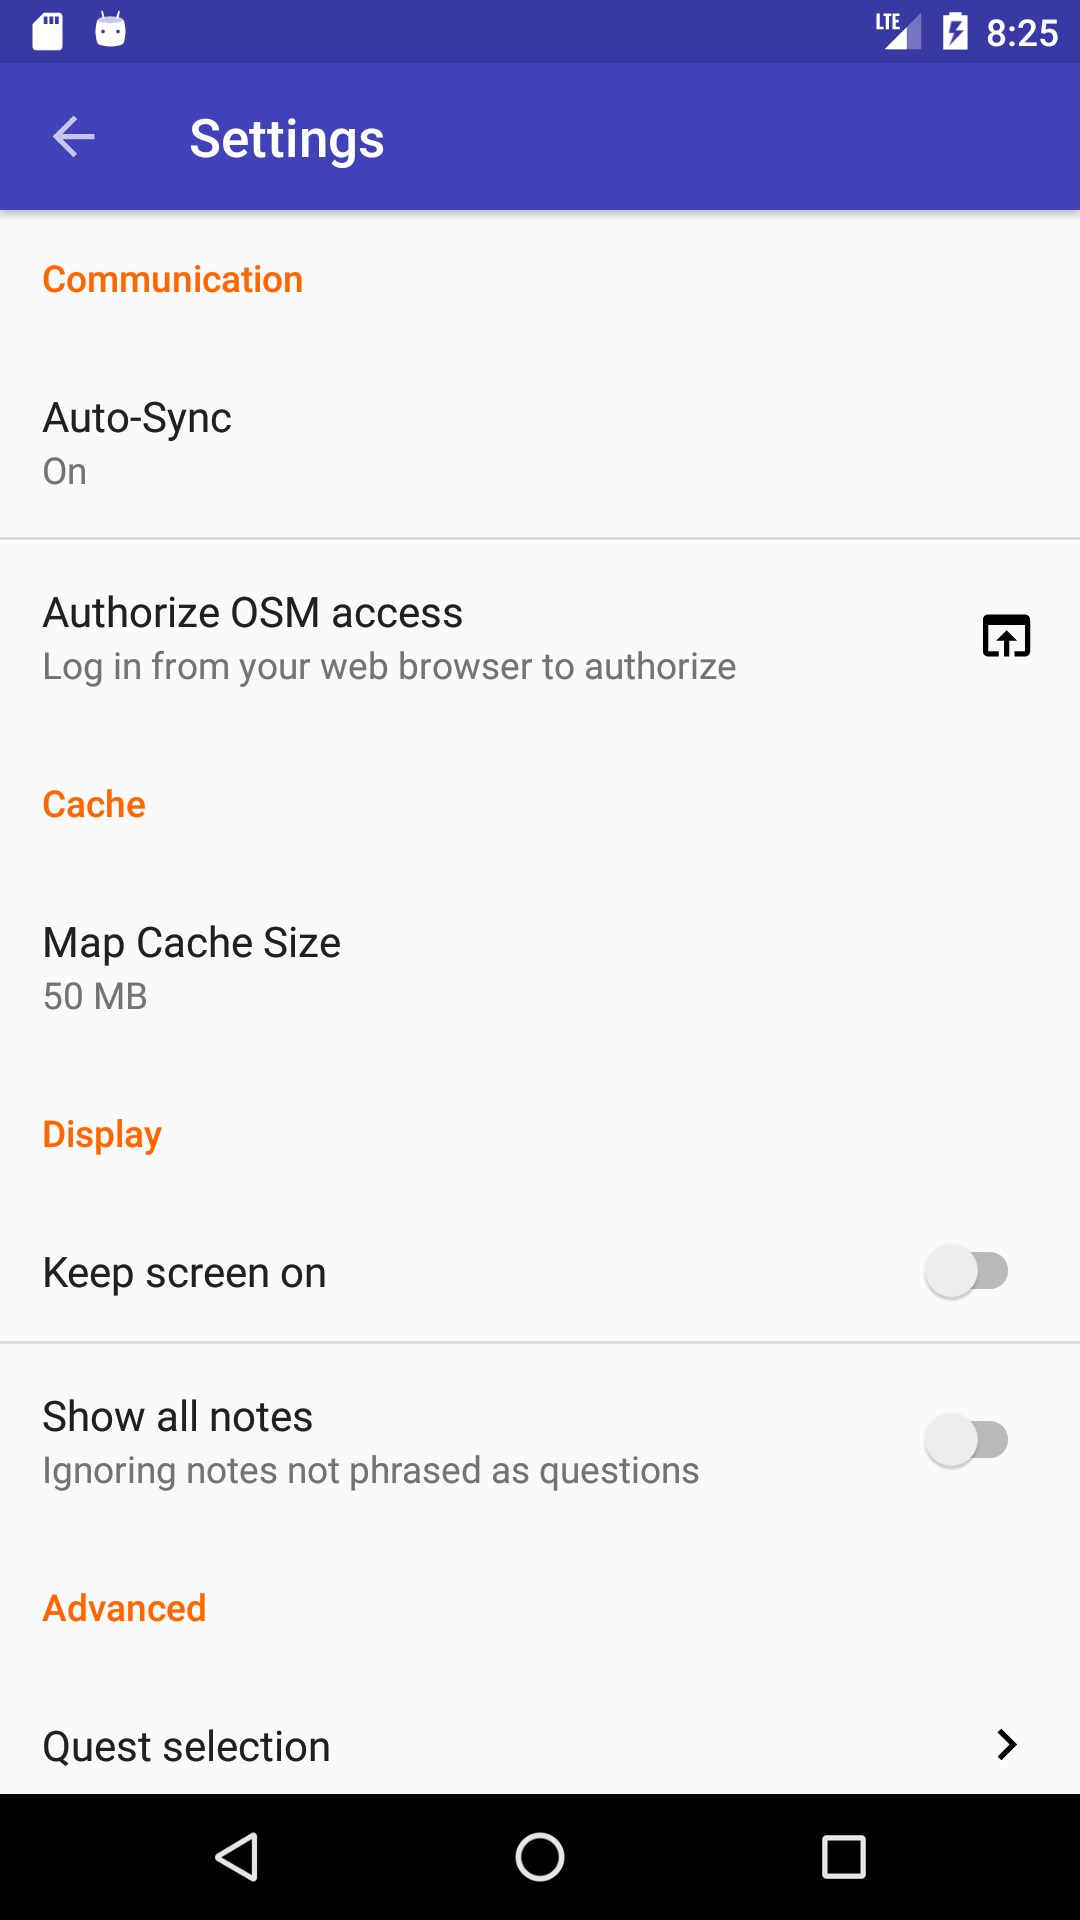 LTE 8:25
Settings
Communication
Auto-Sync
On
Authorize OSM access
Log in from your web browser to authorize
Cache
Map Cache Size
50 MB
Display
Keep screen on
Show all notes
Ignoring notes not phrased as questions
Advanced
Quest selection